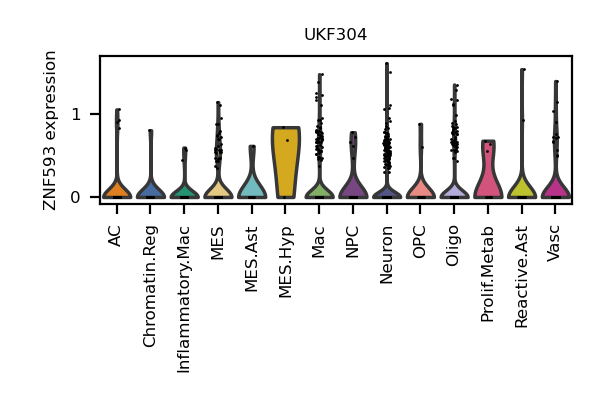 UKF304
ZNF593 expression
1
0
AC
Chromatin.Reg
Inflammatory.Mac
MES
MES.Ast
MES.Hyp
Mac
NPC
Neuron
OPC
Oligo
Prolif.Metab
Reactive.Ast
Vasc